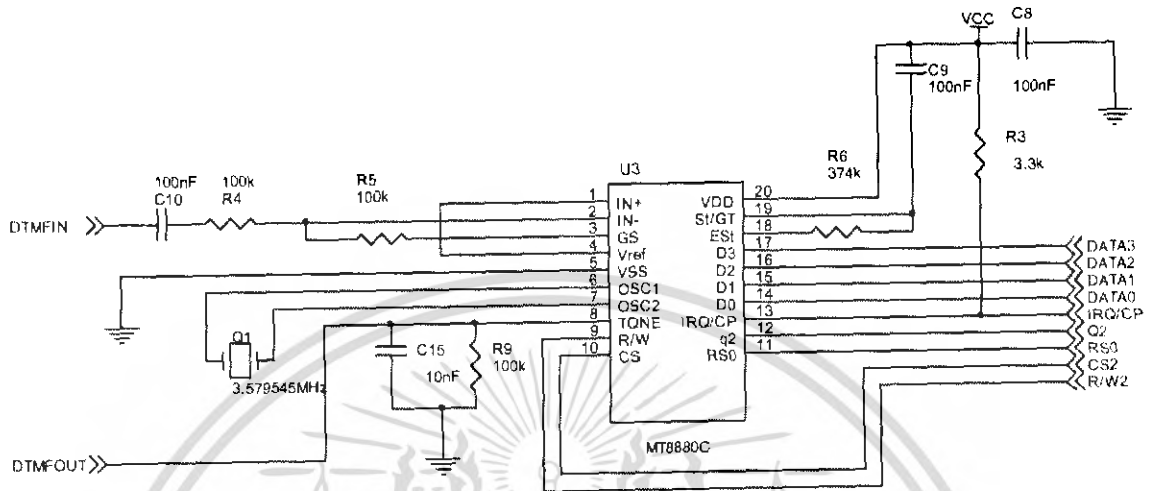 VCC
C8
C9
100nF
100nF
R3
3.3k
R6
374k
U3
100nF
C10
100k
R4
R5
100k
DTMFIN
1
2
3
4
5
6
7
8
9
10
IN+
IN-
GS
Vref
VSS
OSC1
OSC2
TONE
R/W
CS
VDD
St/GT
ESt
D3
D2
D1
D0
IRQ/CP
q2
RS0
20
19
18
17
16
15
14
13
12
11
DATA3
DATA2
DATA1
DATA0
IRQ/CP
Q2
RS0
CS2
R/W2
Q1
3.579545MHz
C15
10nF
R9
100k
MT8880C
DTMFOUT